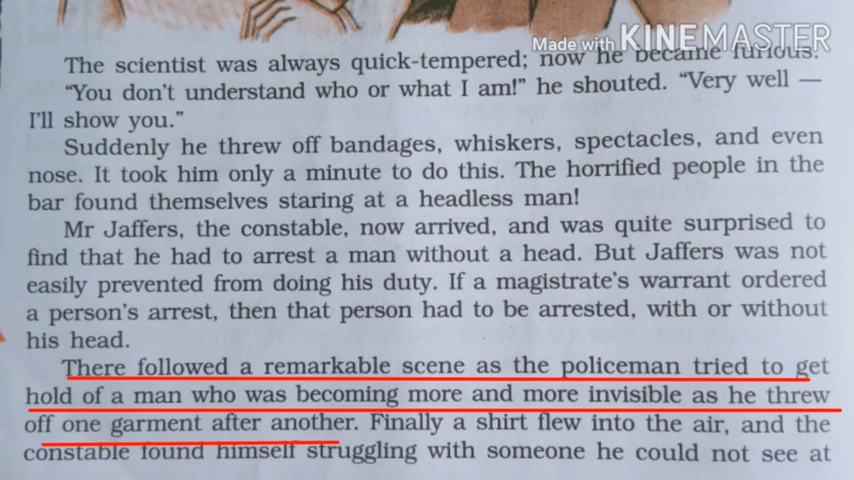 Made with KINEMASTER
The scientist was always quick-tempered; now he became furious.
"You don't understand who or what I am!" he shouted. "Very well —
I'll show you."
Suddenly he threw off bandages, whiskers, spectacles, and even
nose. It took him only a minute to do this. The horrified people in the
bar found themselves staring at a headless man!
Mr Jaffers, the constable, now arrived, and was quite surprised to
find that he had to arrest a man without a head. But Jaffers was not
easily prevented from doing his duty. If a magistrate's warrant ordered
a person's arrest, then that person had to be arrested, with or without
his head.
There followed a remarkable scene as the policeman tried to get
hold of a man who was becoming more and more invisible as he threw
off one garment after another. Finally a shirt flew into the air, and the
constable found himself struggling with someone he could not see at